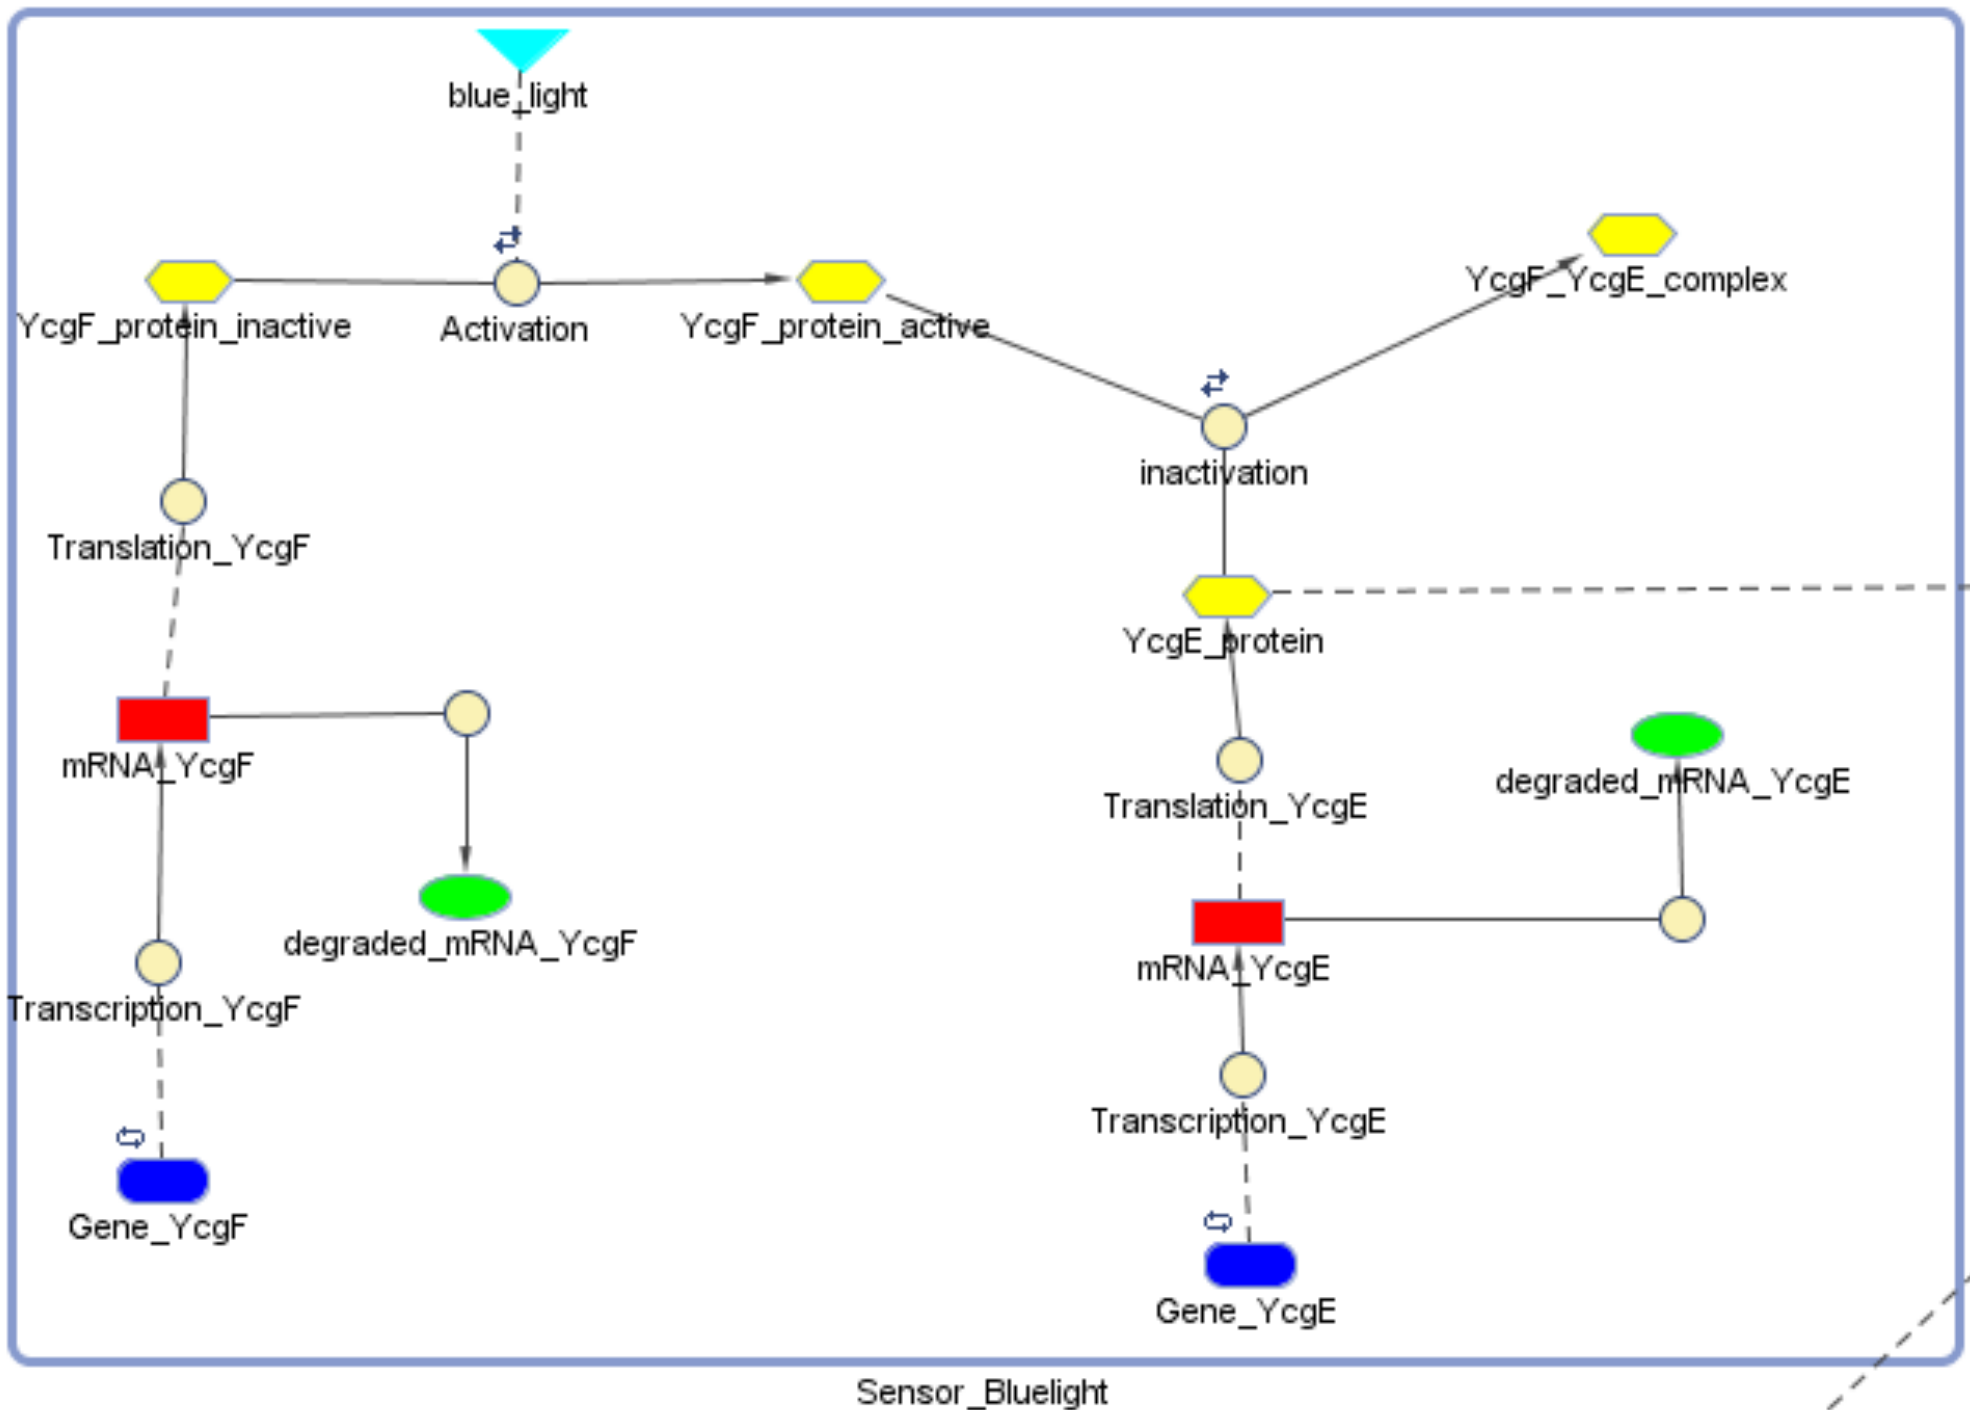 blue_light
YcgF_YcgE_complex
YcgF_protein_inactive
Activation
YcgF_protein_active
inactivation
Translation_YcgF
YcgE_protein
mRNA_YcgF
degraded_mRNA_YcgE
Translation_YcgE
degraded_mRNA_YcgF
mRNA_YcgE
Transcription_YcgF
Transcription_YcgE
Gene_YcgF
Gene_YcgE
Sensor_Bluelight